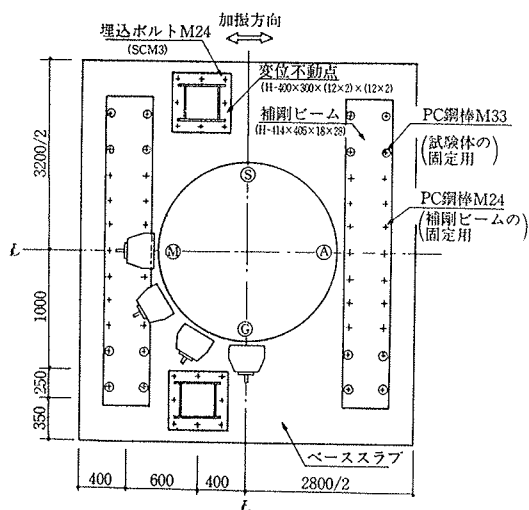 加振方向
埋込ボルトM24
(SCM3)
変位不動点
(H-400×300×(12×2)×(12×2)
補剛ビーム
(H-414×405×18×28)
PC鋼棒M33
(試験体の
固定用)
PC鋼棒M24
(補剛ビームの
固定用)
3200/2
S
M
A
G
℄
1000
250
350
ベーススラブ
400
600
400
2800/2
℄